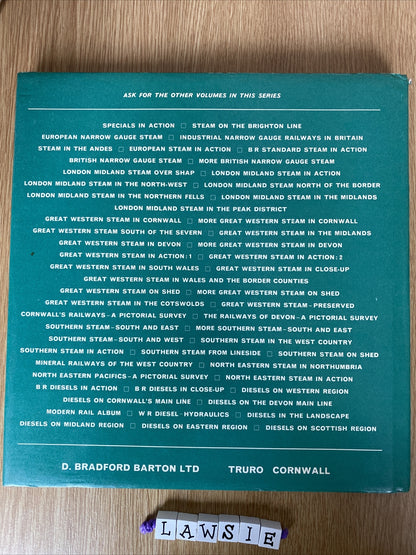 ASK FOR THE OTHER VOLUMES IN THIS SERIES
SPECIALS IN ACTION □ STEAM ON THE BRIGHTON LINE
EUROPEAN NARROW GAUGE STEAM □ INDUSTRIAL NARROW GAUGE RAILWAYS IN BRITAIN
STEAM IN THE ANDES □ EUROPEAN STEAM IN ACTION □ B R STANDARD STEAM IN ACTION
BRITISH NARROW GAUGE STEAM □ MORE BRITISH NARROW GAUGE STEAM
LONDON MIDLAND STEAM OVER SHAP □ LONDON MIDLAND STEAM IN ACTION
LONDON MIDLAND STEAM IN THE NORTH-WEST □ LONDON MIDLAND STEAM NORTH OF THE BORDER
LONDON MIDLAND STEAM IN THE NORTHERN FELLS □ LONDON MIDLAND STEAM IN THE MIDLANDS
LONDON MIDLAND STEAM IN THE PEAK DISTRICT
GREAT WESTERN STEAM IN CORNWALL □ MORE GREAT WESTERN STEAM IN CORNWALL
GREAT WESTERN STEAM SOUTH OF THE SEVERN □ GREAT WESTERN STEAM IN THE MIDLANDS
GREAT WESTERN STEAM IN DEVON □ MORE GREAT WESTERN STEAM IN DEVON
GREAT WESTERN STEAM IN ACTION: 1 □ GREAT WESTERN STEAM IN ACTION: 2
GREAT WESTERN STEAM IN SOUTH WALES □ GREAT WESTERN STEAM IN CLOSE-UP
GREAT WESTERN STEAM IN WALES AND THE BORDER COUNTIES
GREAT WESTERN STEAM ON SHED □ MORE GREAT WESTERN STEAM ON SHED
GREAT WESTERN STEAM IN THE COTSWOLDS □ GREAT WESTERN STEAM - PRESERVED
CORNWALL'S RAILWAYS – A PICTORIAL SURVEY □ THE RAILWAYS OF DEVON – A PICTORIAL SURVEY
SOUTHERN STEAM – SOUTH AND EAST □ MORE SOUTHERN STEAM – SOUTH AND EAST
SOUTHERN STEAM – SOUTH AND WEST □ SOUTHERN STEAM IN THE WEST COUNTRY
SOUTHERN STEAM IN ACTION □ SOUTHERN STEAM FROM LINESIDE □ SOUTHERN STEAM ON SHED
MINERAL RAILWAYS OF THE WEST COUNTRY □ NORTH EASTERN STEAM IN NORTHUMBRIA
NORTH EASTERN PACIFICS – A PICTORIAL SURVEY □ NORTH EASTERN STEAM IN ACTION
B R DIESELS IN ACTION □ B R DIESELS IN CLOSE-UP □ DIESELS ON WESTERN REGION
DIESELS ON CORNWALL'S MAIN LINE □ DIESELS ON THE DEVON MAIN LINE
MODERN RAIL ALBUM □ W R DIESEL - HYDRAULICS □ DIESELS IN THE LANDSCAPE
DIESELS ON MIDLAND REGION □ DIESELS ON EASTERN REGION □ DIESELS ON SCOTTISH REGION
D. BRADFORD BARTON LTD TRURO CORNWALL
LAWSIE